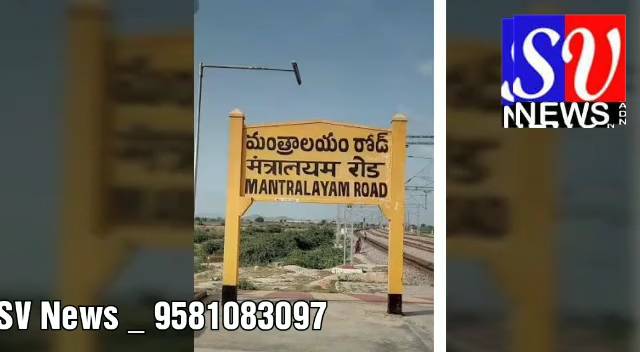 మంత్రాలయం రోడ్
मंत्रालयम रोड
MANTRALAYAM ROAD
SV
NEWS
SV News _ 9581083097